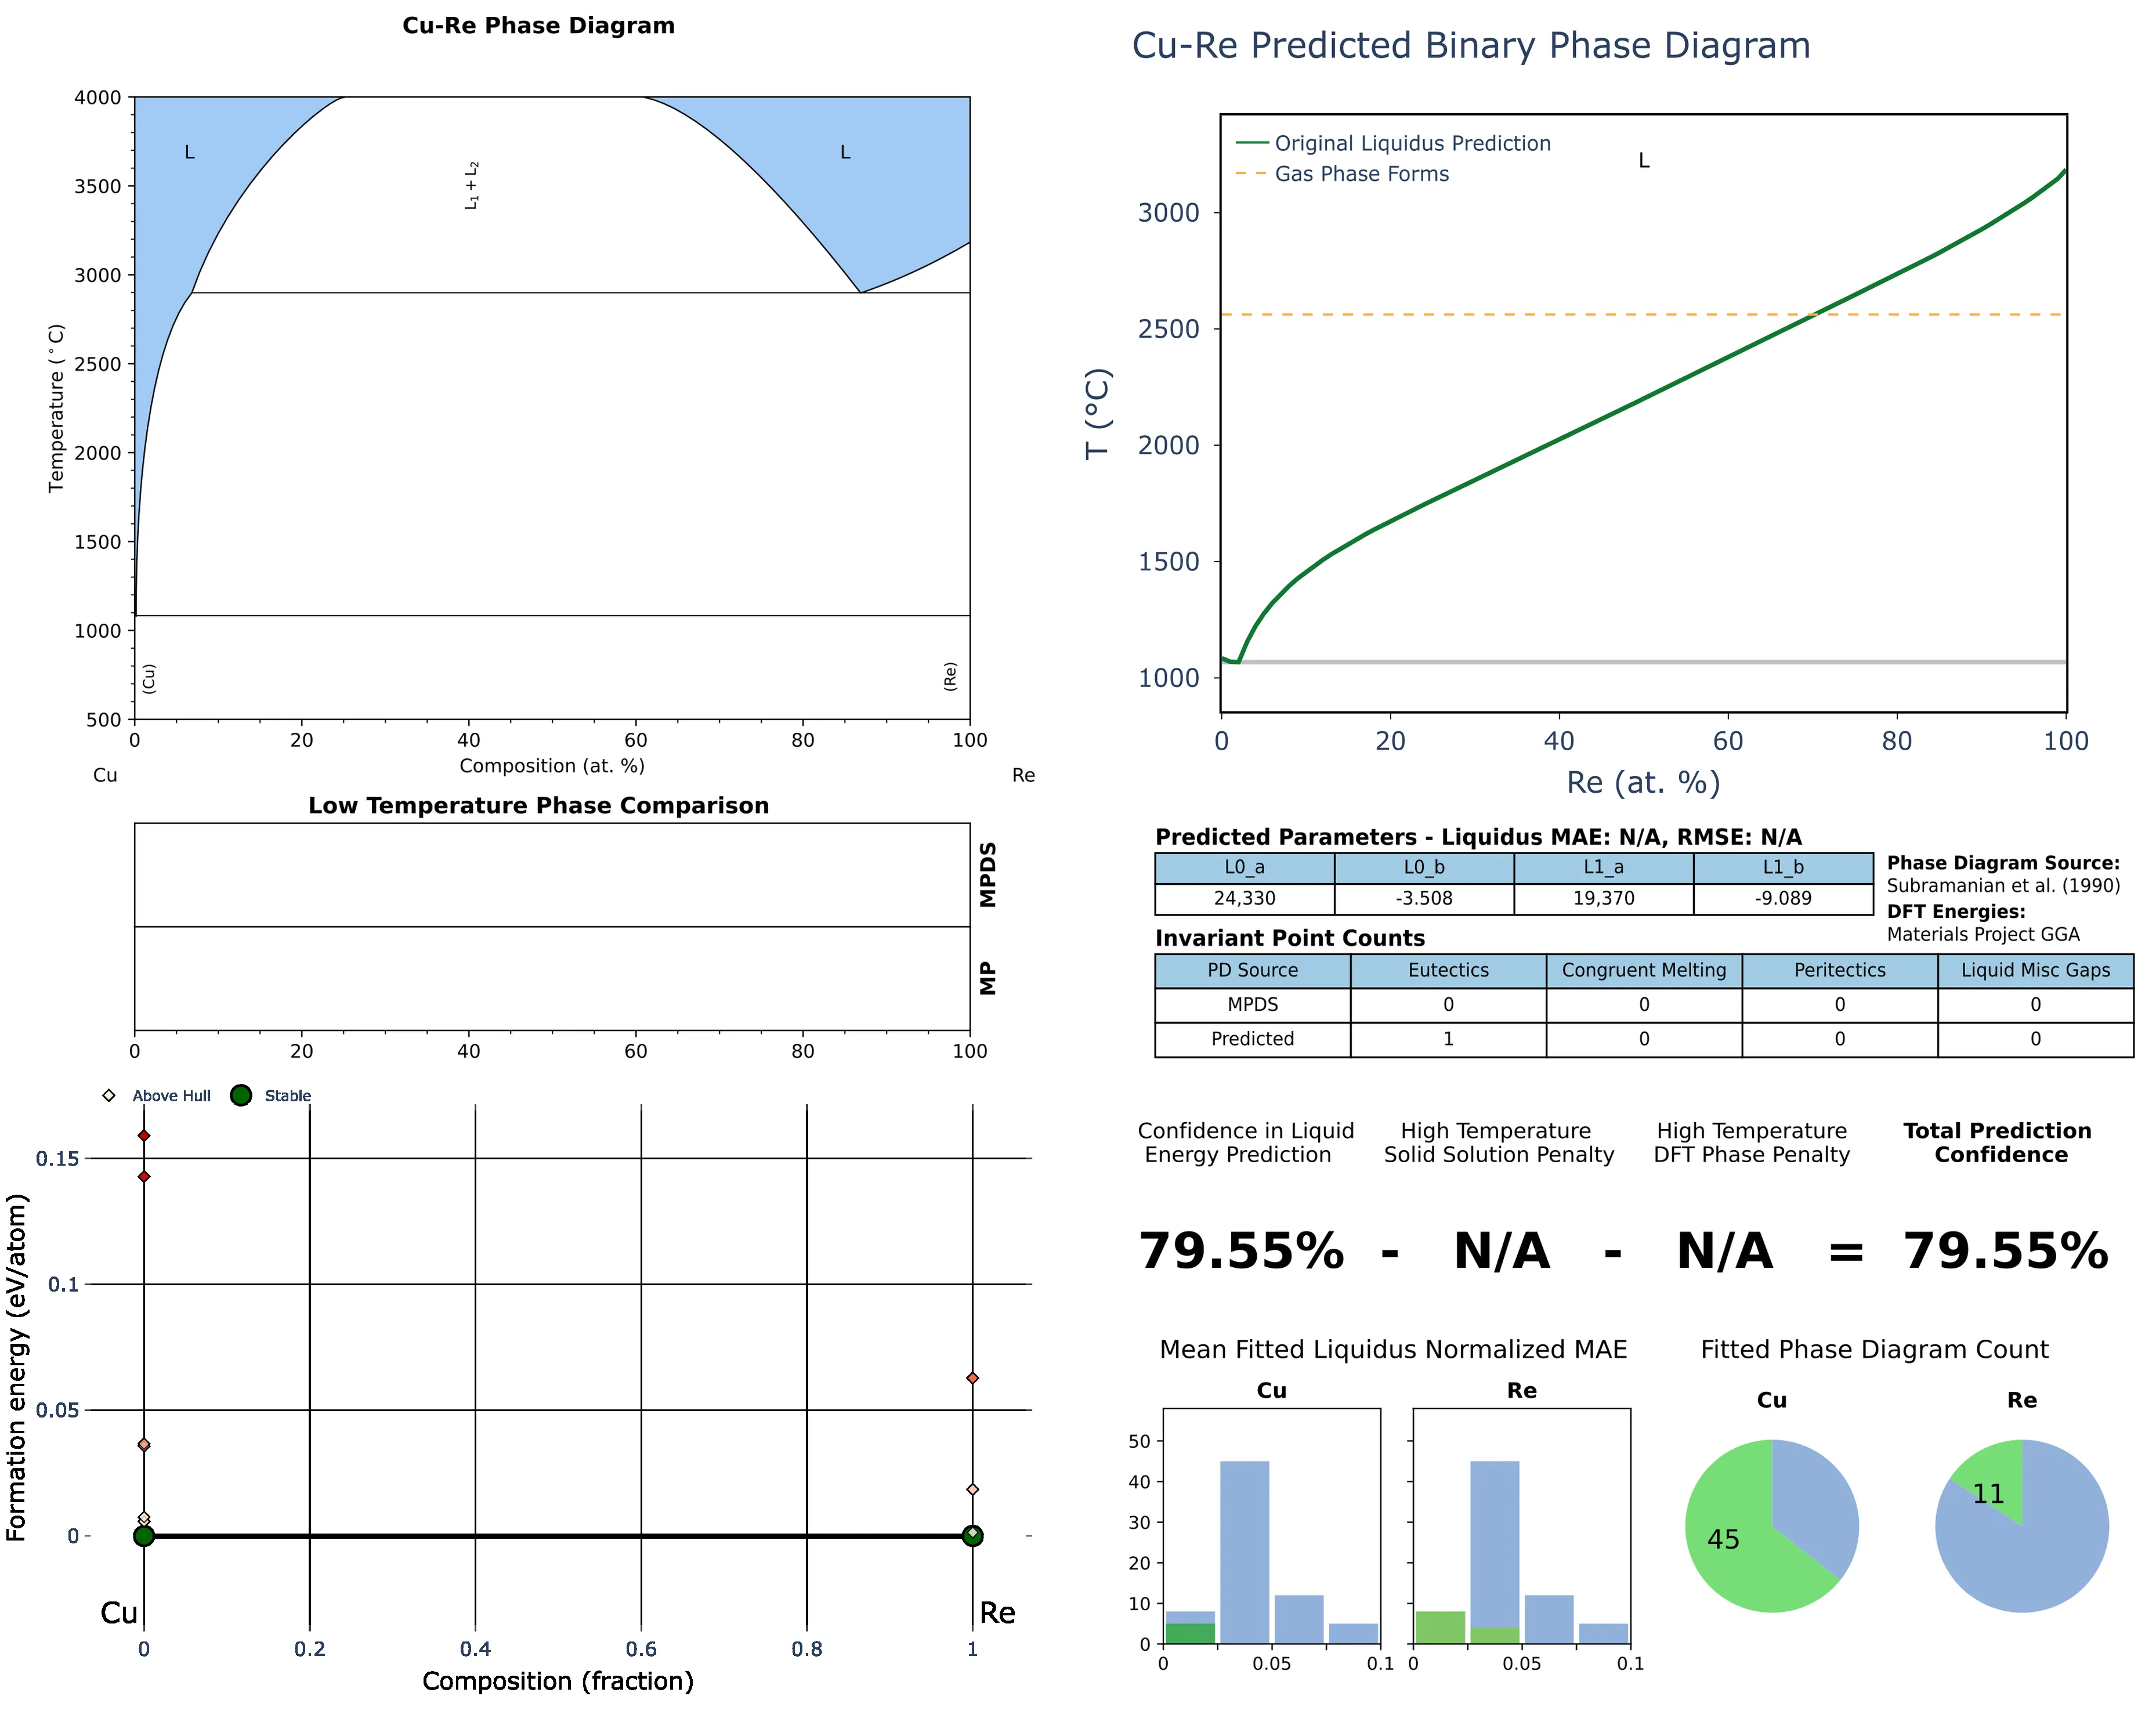 Cu-Re Phase Diagram
4000
3500
3000
2500
2000
1500
1000
500
Temperature (°C)
L
L₁ + L₂
L
(Cu)
(Re)
0
20
40
60
80
100
Composition (at. %)
Cu
Re
Low Temperature Phase Comparison
MPDS
MP
0
20
40
60
80
100
Above Hull
Stable
0.15
0.1
0.05
0
Formation energy (eV/atom)
Cu
Re
0
0.2
0.4
0.6
0.8
1
Composition (fraction)
Cu-Re Predicted Binary Phase Diagram
Original Liquidus Prediction
Gas Phase Forms
L
3000
2500
2000
1500
1000
T (°C)
0
20
40
60
80
100
Re (at. %)
Predicted Parameters - Liquidus MAE: N/A, RMSE: N/A
L0_a L0_b L1_a L1_b
24,330 -3.508 19,370 -9.089
Phase Diagram Source:
Subramanian et al. (1990)
DFT Energies:
Materials Project GGA
Invariant Point Counts
PD Source Eutectics Congruent Melting Peritectics Liquid Misc Gaps
MPDS 0 0 0 0
Predicted 1 0 0 0
Confidence in Liquid
Energy Prediction
High Temperature
Solid Solution Penalty
High Temperature
DFT Phase Penalty
Total Prediction
Confidence
79.55% - N/A - N/A = 79.55%
Mean Fitted Liquidus Normalized MAE
Cu
Re
50
40
30
20
10
0
0
0.05
0.1
0
0.05
0.1
Fitted Phase Diagram Count
Cu
Re
45
11